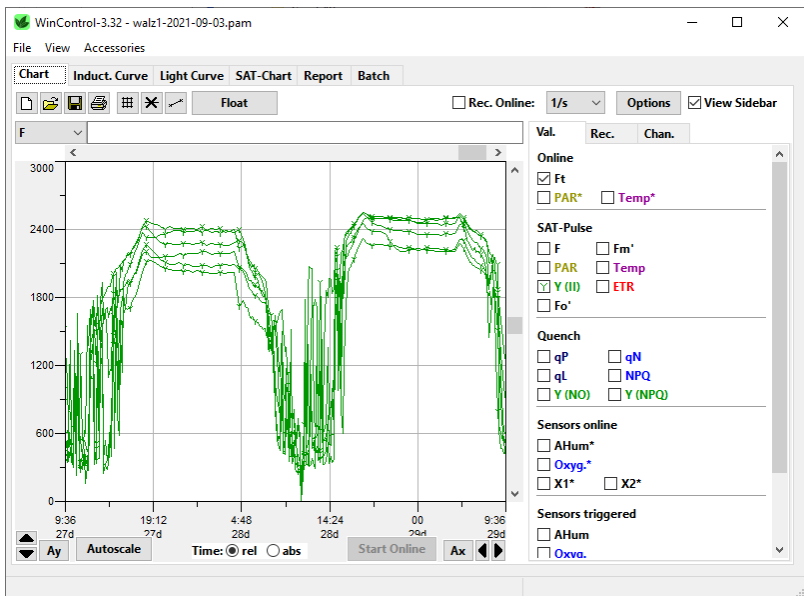 WinControl-3.32 - walz1-2021-09-03.pam
File View Accessories
Chart Induct. Curve Light Curve SAT-Chart Report Batch
Float Rec. Online: 1/s Options View Sidebar
F
Val. Rec. Chan.
Online
Ft
PAR* Temp*
SAT-Pulse
F Fm'
PAR Temp
Y (II) ETR
Fo'
Quench
qP qN
qL NPQ
Y (NO) Y (NPQ)
Sensors online
AHum*
Oxyg.*
X1* X2*
Sensors triggered
AHum
Oxyg.
3000
2400
1800
1200
600
0
9:36 19:12 4:48 14:24 00 9:36
27d 27d 28d 28d 29d 29d
Ay Autoscale Time: rel abs Start Online Ax